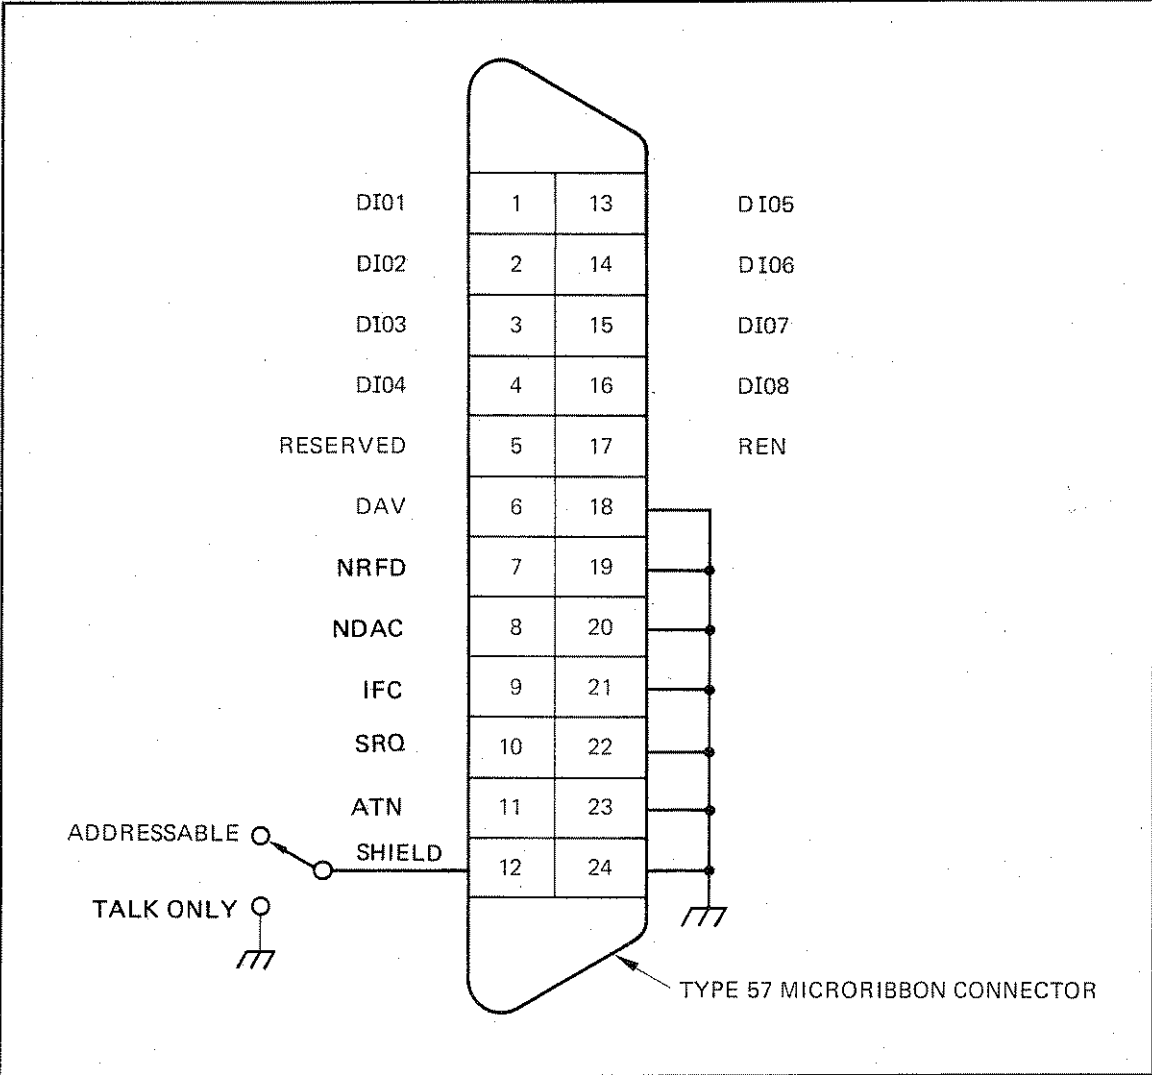 DI01 1 13 DI05
DI02 2 14 DI06
DI03 3 15 DI07
DI04 4 16 DI08
RESERVED 5 17 REN
DAV 6 18
NRFD 7 19
NDAC 8 20
IFC 9 21
SRQ 10 22
ATN 11 23
ADDRESSABLE
SHIELD 12 24
TALK ONLY
TYPE 57 MICRORIBBON CONNECTOR